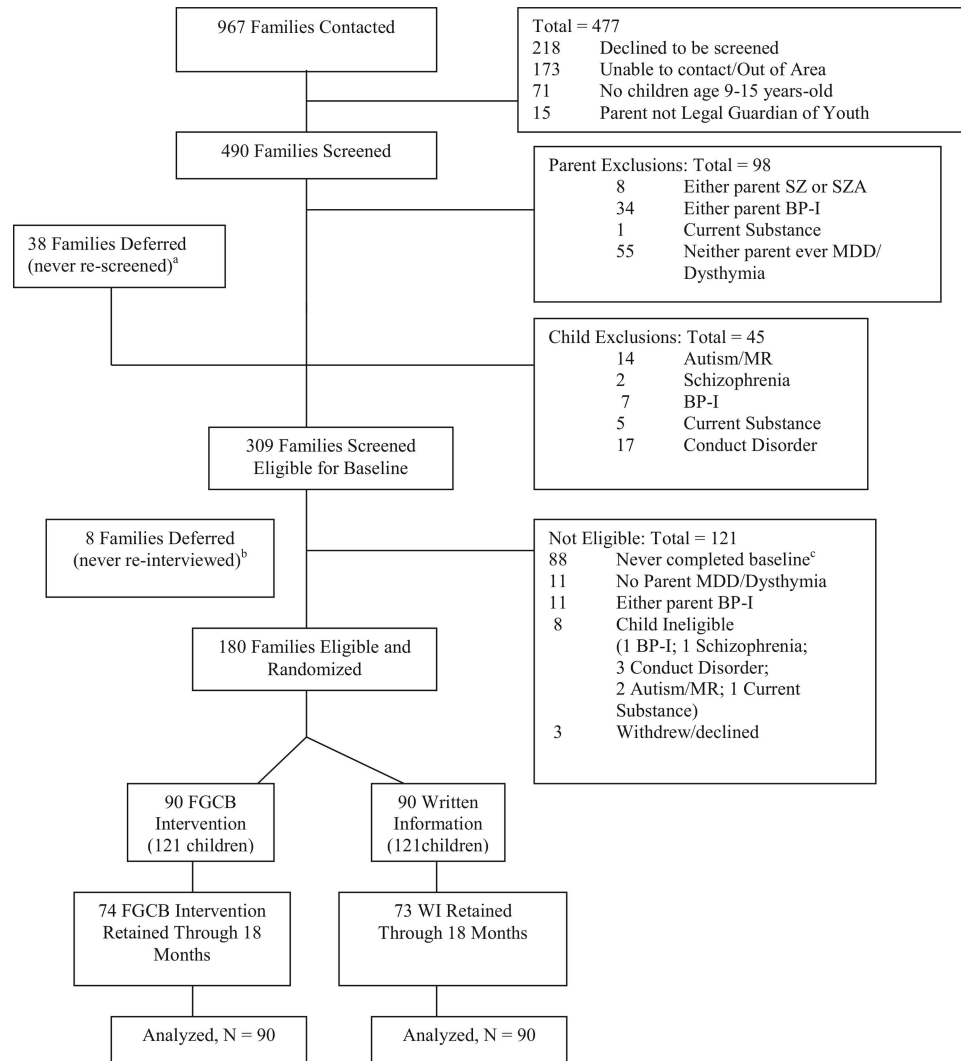 967 Families Contacted
Total = 477
218 Declined to be screened
173 Unable to contact/Out of Area
71 No children age 9-15 years-old
15 Parent not Legal Guardian of Youth
490 Families Screened
Parent Exclusions: Total = 98
8 Either parent SZ or SZA
34 Either parent BP-I
1 Current Substance
55 Neither parent ever MDD/
Dysthymia
38 Families Deferred
(never re-screened)a
Child Exclusions: Total = 45
14 Autism/MR
2 Schizophrenia
7 BP-I
5 Current Substance
17 Conduct Disorder
309 Families Screened
Eligible for Baseline
8 Families Deferred
(never re-interviewed)b
Not Eligible: Total = 121
88 Never completed baselinec
11 No Parent MDD/Dysthymia
11 Either parent BP-I
8 Child Ineligible
(1 BP-I; 1 Schizophrenia;
3 Conduct Disorder;
2 Autism/MR; 1 Current
Substance)
3 Withdrew/declined
180 Families Eligible and
Randomized
90 FGCB
Intervention
(121 children)
90 Written
Information
(121children)
74 FGCB Intervention
Retained Through 18
Months
73 WI Retained
Through 18 Months
Analyzed, N = 90
Analyzed, N = 90